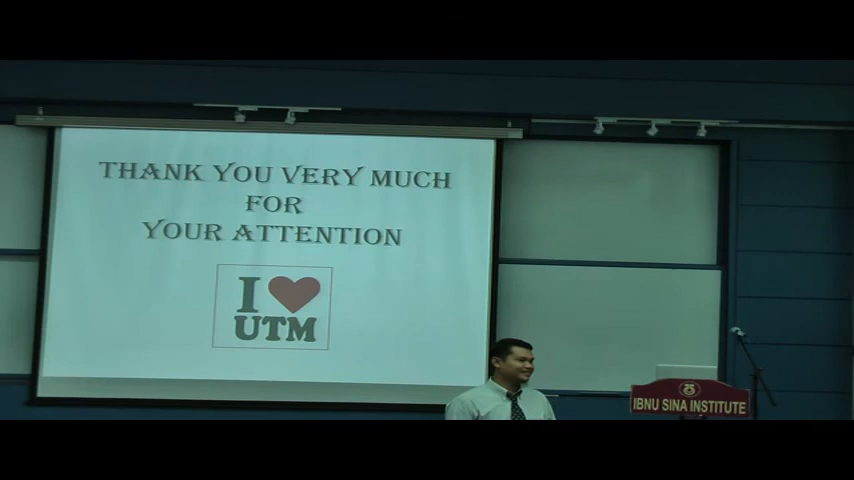 THANK YOU VERY MUCH
FOR
YOUR ATTENTION
I ❤
UTM
IBNU SINA INSTITUTE